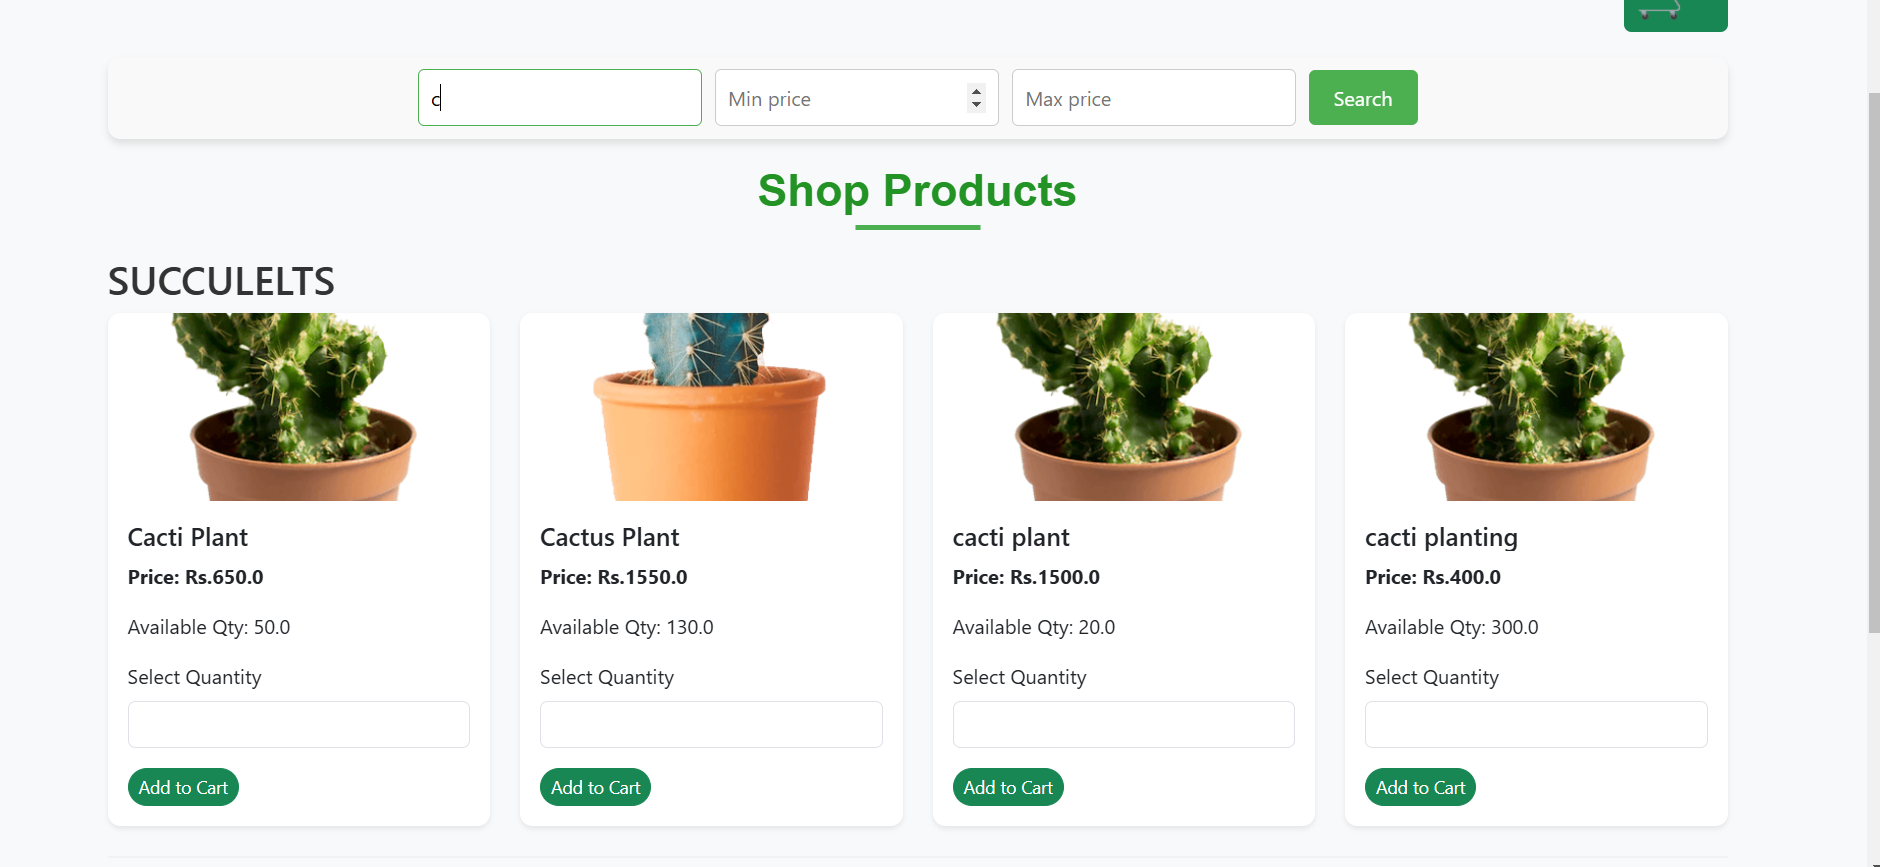 c
Min price
Max price
Search
Shop Products
SUCCULELTS
Cacti Plant
Price: Rs.650.0
Available Qty: 50.0
Select Quantity
Add to Cart
Cactus Plant
Price: Rs.1550.0
Available Qty: 130.0
Select Quantity
Add to Cart
cacti plant
Price: Rs.1500.0
Available Qty: 20.0
Select Quantity
Add to Cart
cacti planting
Price: Rs.400.0
Available Qty: 300.0
Select Quantity
Add to Cart